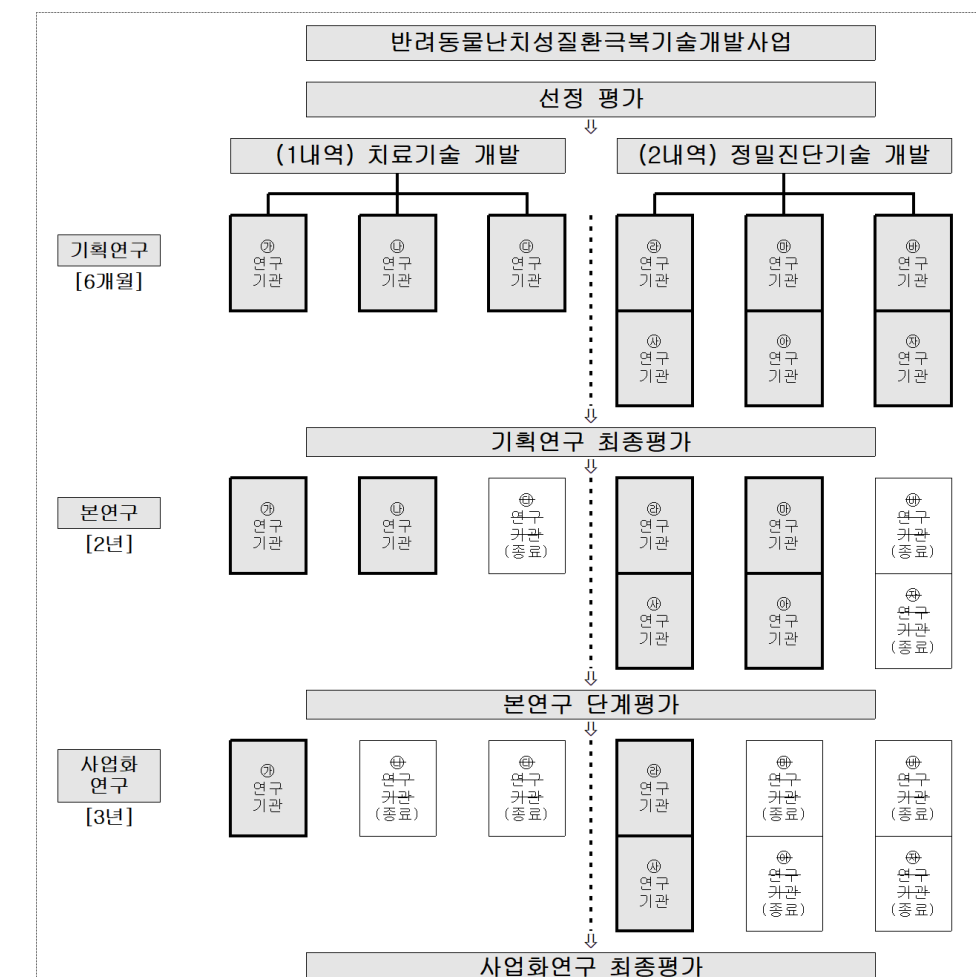 반려동물난치성질환극복기술개발사업
선정 평가
⇩
(1내역) 치료기술 개발
(2내역) 정밀진단기술 개발
기획연구
[6개월]
㉮
연구
기관
㉯
연구
기관
㉰
연구
기관
㉱
연구
기관
㉲
연구
기관
㉳
연구
기관
㉴
연구
기관
㉵
연구
기관
㉶
연구
기관
⇩
기획연구 최종평가
⇩
본연구
[2년]
㉮
연구
기관
㉯
연구
기관
㉰
연구
기관
(종료)
㉱
연구
기관
㉲
연구
기관
㉳
연구
기관
(종료)
㉴
연구
기관
㉵
연구
기관
㉶
연구
기관
(종료)
⇩
본연구 단계평가
⇩
사업화
연구
[3년]
㉮
연구
기관
㉯
연구
기관
(종료)
㉰
연구
기관
(종료)
㉱
연구
기관
㉲
연구
기관
(종료)
㉳
연구
기관
(종료)
㉴
연구
기관
㉵
연구
기관
(종료)
㉶
연구
기관
(종료)
⇩
사업화연구 최종평가